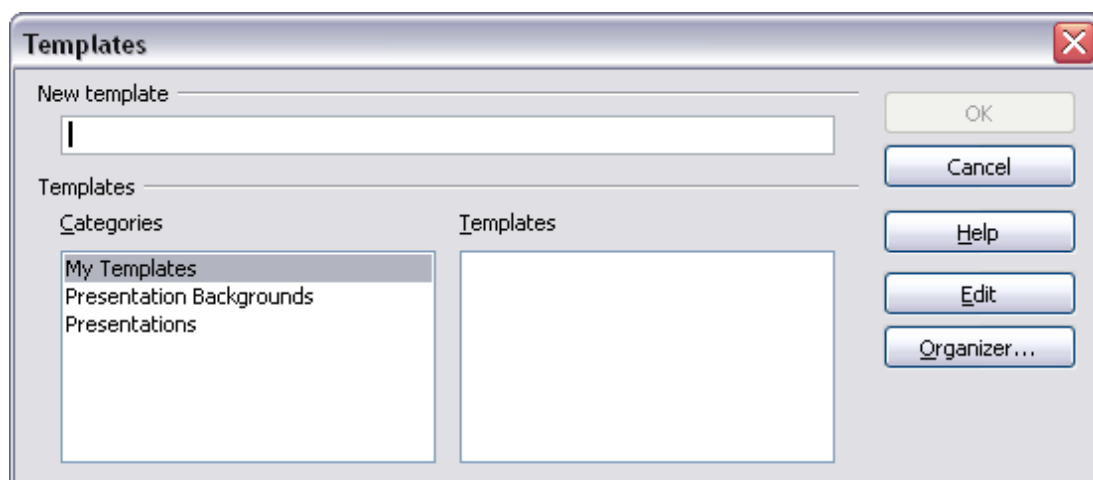 Templates
New template
OK
Cancel
Templates
Categories
Templates
Help
My Templates
Presentation Backgrounds
Presentations
Edit
Organizer...